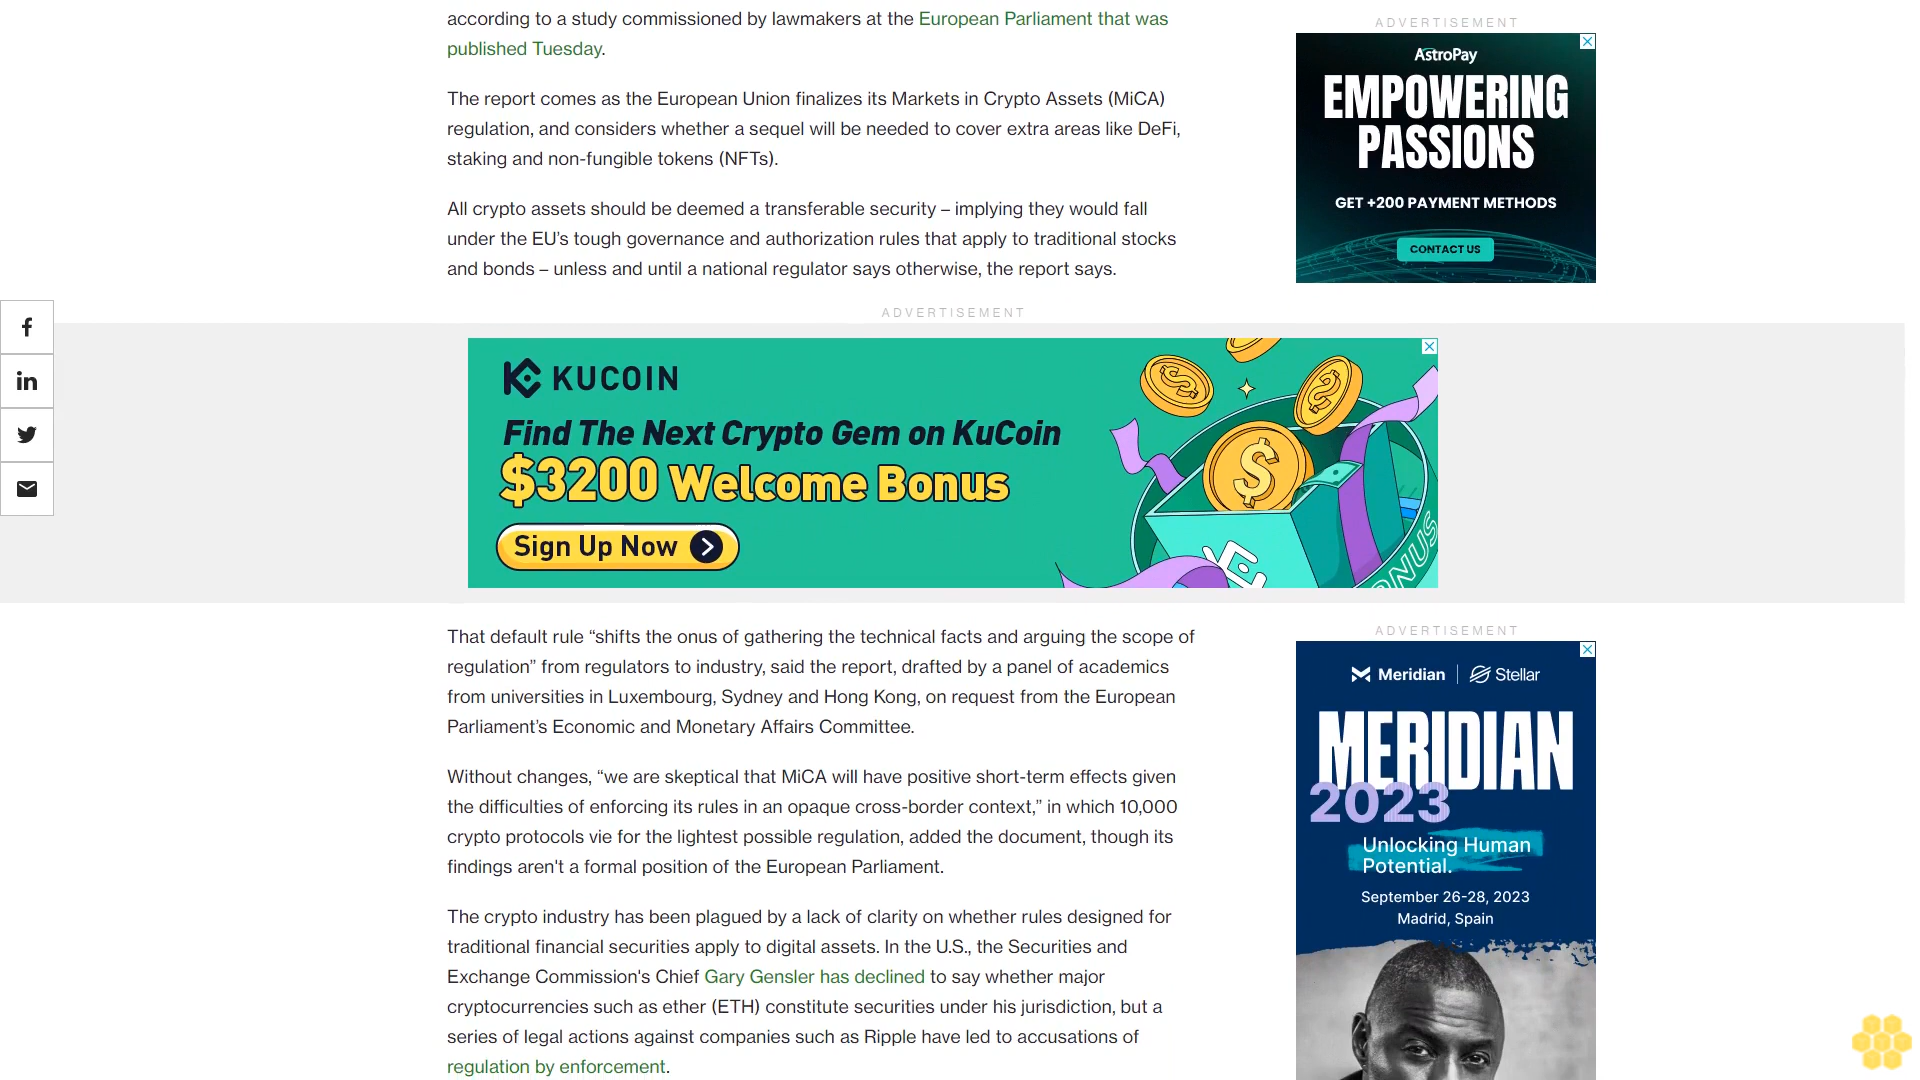 according to a study commissioned by lawmakers at the European Parliament that was
published Tuesday.
The report comes as the European Union finalizes its Markets in Crypto Assets (MiCA)
regulation, and considers whether a sequel will be needed to cover extra areas like DeFi,
staking and non-fungible tokens (NFTs).
All crypto assets should be deemed a transferable security – implying they would fall
under the EU’s tough governance and authorization rules that apply to traditional stocks
and bonds – unless and until a national regulator says otherwise, the report says.
ADVERTISEMENT
AstroPay
EMPOWERING
PASSIONS
GET +200 PAYMENT METHODS
CONTACT US
ADVERTISEMENT
KUCOIN
Find The Next Crypto Gem on KuCoin
$3200 Welcome Bonus
Sign Up Now
BONUS
That default rule “shifts the onus of gathering the technical facts and arguing the scope of
regulation” from regulators to industry, said the report, drafted by a panel of academics
from universities in Luxembourg, Sydney and Hong Kong, on request from the European
Parliament’s Economic and Monetary Affairs Committee.
Without changes, “we are skeptical that MiCA will have positive short-term effects given
the difficulties of enforcing its rules in an opaque cross-border context,” in which 10,000
crypto protocols vie for the lightest possible regulation, added the document, though its
findings aren't a formal position of the European Parliament.
The crypto industry has been plagued by a lack of clarity on whether rules designed for
traditional financial securities apply to digital assets. In the U.S., the Securities and
Exchange Commission's Chief Gary Gensler has declined to say whether major
cryptocurrencies such as ether (ETH) constitute securities under his jurisdiction, but a
series of legal actions against companies such as Ripple have led to accusations of
regulation by enforcement.
ADVERTISEMENT
Meridian | Stellar
MERIDIAN
2023
Unlocking Human
Potential.
September 26-28, 2023
Madrid, Spain